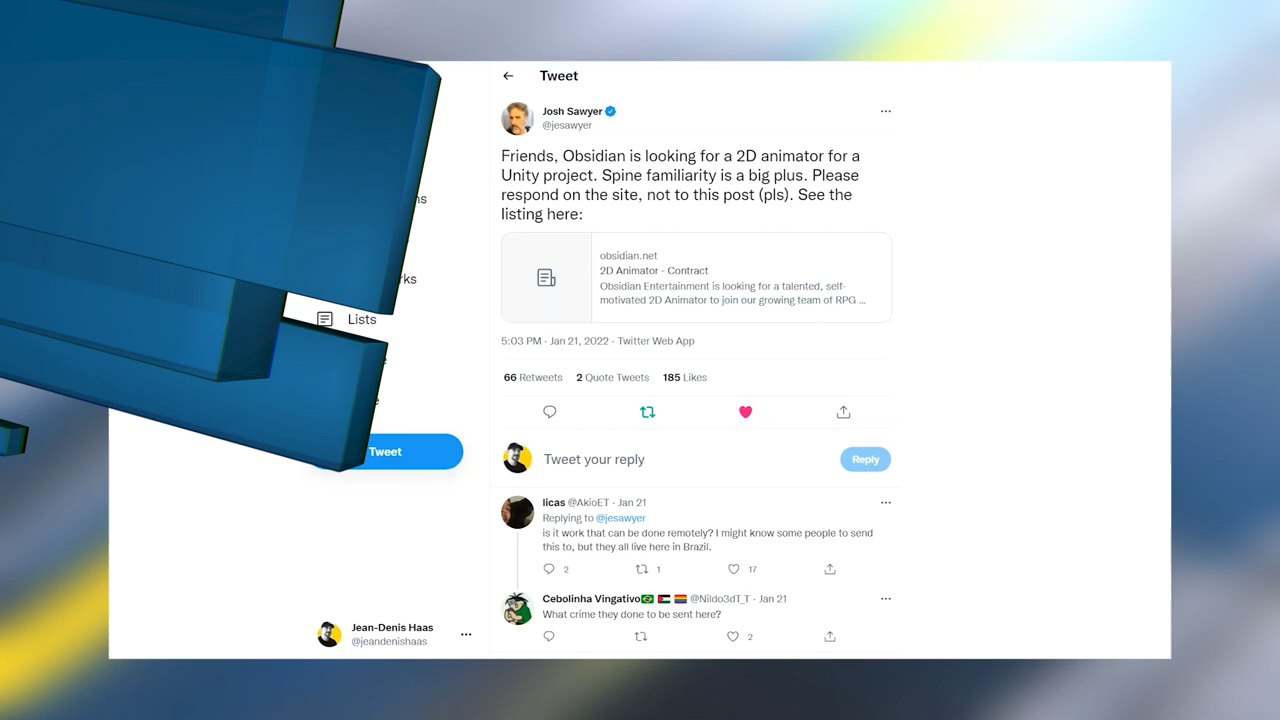 Tweet
Josh Sawyer
@jesawyer
Friends, Obsidian is looking for a 2D animator for a
Unity project. Spine familiarity is a big plus. Please
respond on the site, not to this post (pls). See the
listing here:
obsidian.net
2D Animator - Contract
Obsidian Entertainment is looking for a talented, self-
motivated 2D Animator to join our growing team of RPG ...
5:03 PM · Jan 21, 2022 · Twitter Web App
66 Retweets 2 Quote Tweets 185 Likes
Tweet your reply
Reply
licas @AkioET · Jan 21
Replying to @jesawyer
is it work that can be done remotely? I might know some people to send
this to, but they all live here in Brazil.
2 1 17
Cebolinha Vingativo @Nildo3dT_T · Jan 21
What crime they done to be sent here?
2
Lists
Tweet
Jean-Denis Haas
@jeandenishaas